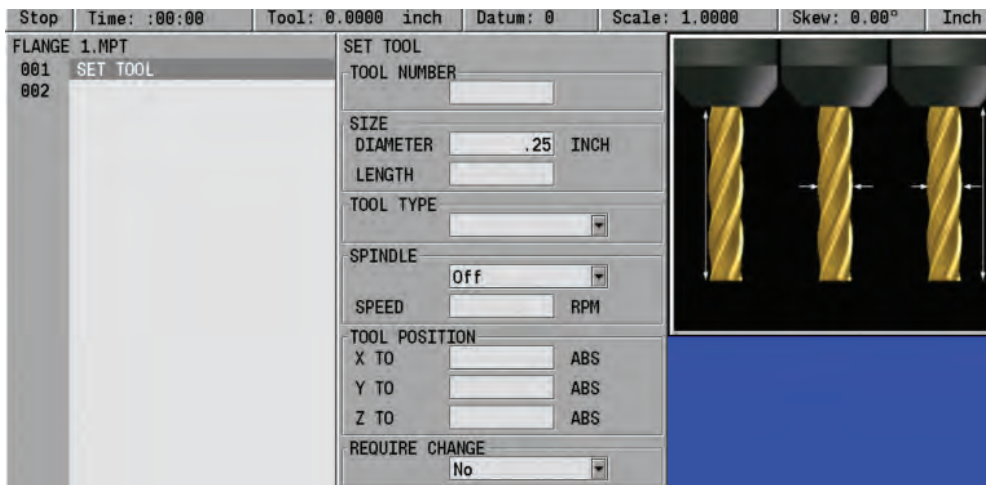 Stop Time: :00:00 Tool: 0.0000 inch Datum: 0 Scale: 1.0000 Skew: 0.00° Inch
FLANGE 1.MPT
001 SET TOOL
002
SET TOOL
TOOL NUMBER
SIZE
DIAMETER .25 INCH
LENGTH
TOOL TYPE
SPINDLE
Off
SPEED RPM
TOOL POSITION
X TO ABS
Y TO ABS
Z TO ABS
REQUIRE CHANGE
No